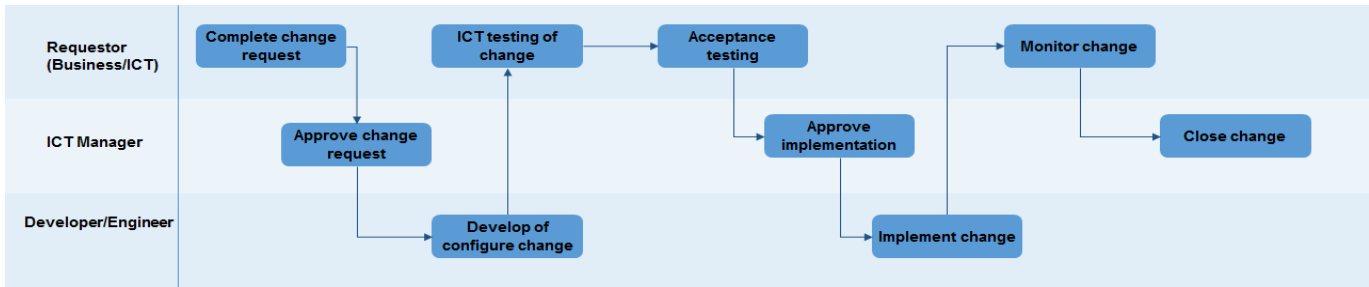 Requestor
(Business/ICT)
Complete change
request
ICT testing of
change
Acceptance
testing
Monitor change
ICT Manager
Approve change
request
Approve
implementation
Close change
Developer/Engineer
Develop of
configure change
Implement change